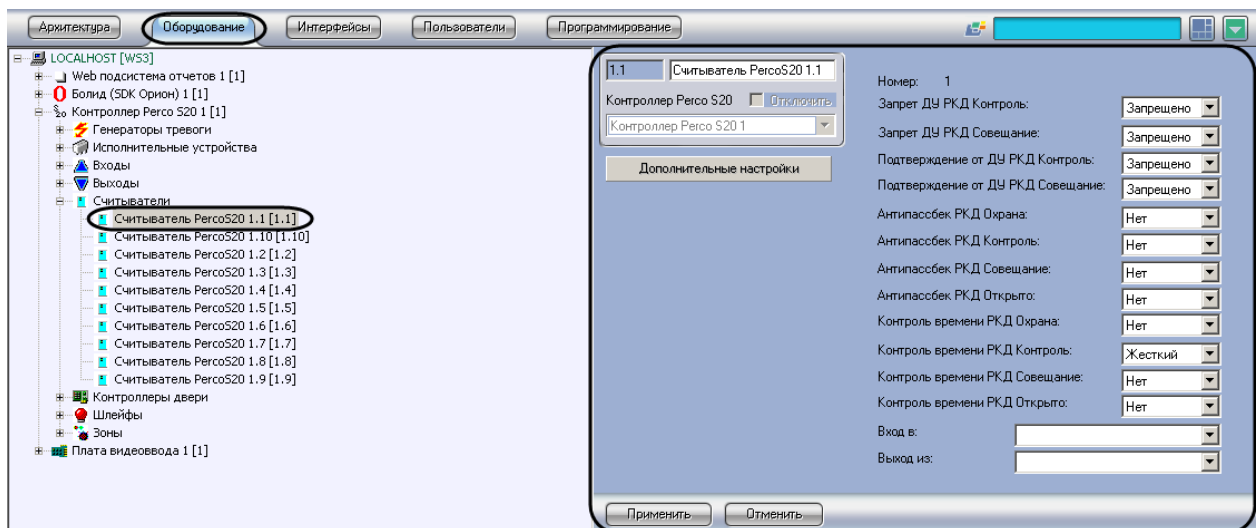 Архитектура Оборудование Интерфейсы Пользователи Программирование
LOCALHOST [WS3]
Web подсистема отчетов 1 [1]
Болид (SDK Орион) 1 [1]
Контроллер Perco S20 1 [1]
Генераторы тревоги
Исполнительные устройства
Входы
Выходы
Считыватели
Считыватель PercoS20 1.1 [1.1]
Считыватель PercoS20 1.10 [1.10]
Считыватель PercoS20 1.2 [1.2]
Считыватель PercoS20 1.3 [1.3]
Считыватель PercoS20 1.4 [1.4]
Считыватель PercoS20 1.5 [1.5]
Считыватель PercoS20 1.6 [1.6]
Считыватель PercoS20 1.7 [1.7]
Считыватель PercoS20 1.8 [1.8]
Считыватель PercoS20 1.9 [1.9]
Контроллеры двери
Шлейфы
Зоны
Плата видеоввода 1 [1]
1.1 Считыватель PercoS20 1.1
Контроллер Perco S20 Отключить
Контроллер Perco S20 1
Дополнительные настройки
Номер: 1
Запрет ДУ РКД Контроль: Запрещено
Запрет ДУ РКД Совещание: Запрещено
Подтверждение от ДУ РКД Контроль: Запрещено
Подтверждение от ДУ РКД Совещание: Запрещено
Антипассбек РКД Охрана: Нет
Антипассбек РКД Контроль: Нет
Антипассбек РКД Совещание: Нет
Антипассбек РКД Открыто: Нет
Контроль времени РКД Охрана: Нет
Контроль времени РКД Контроль: Жесткий
Контроль времени РКД Совещание: Нет
Контроль времени РКД Открыто: Нет
Вход в:
Выход из:
Применить Отменить